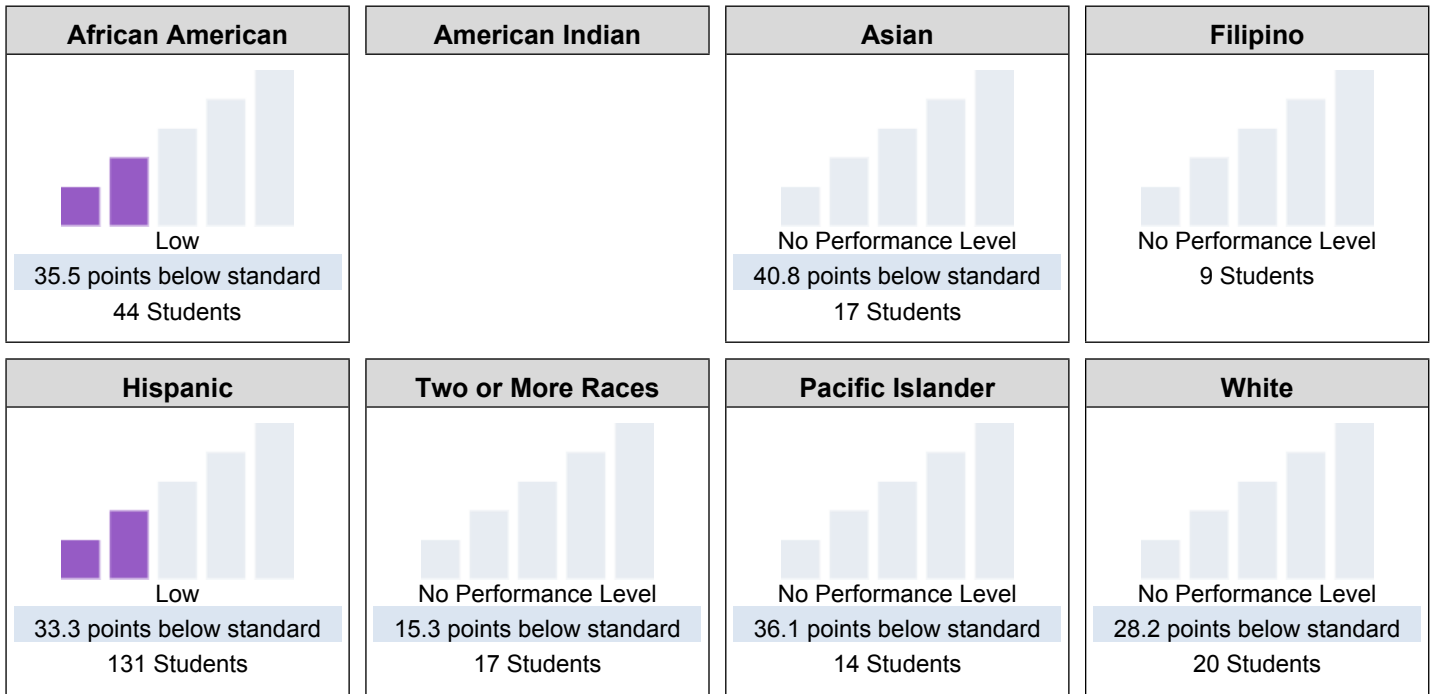 African American
American Indian
Asian
Filipino
Low
35.5 points below standard
44 Students
No Performance Level
40.8 points below standard
17 Students
No Performance Level
9 Students
Hispanic
Two or More Races
Pacific Islander
White
Low
33.3 points below standard
131 Students
No Performance Level
15.3 points below standard
17 Students
No Performance Level
36.1 points below standard
14 Students
No Performance Level
28.2 points below standard
20 Students